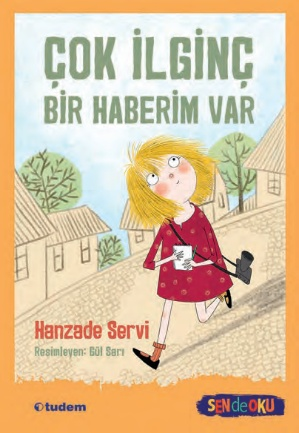 ÇOK İLGİNÇ
BİR HABERİM VAR
Hanzade Servi
Resimleyen: Gül Sarı
tudem
SEN de OKU